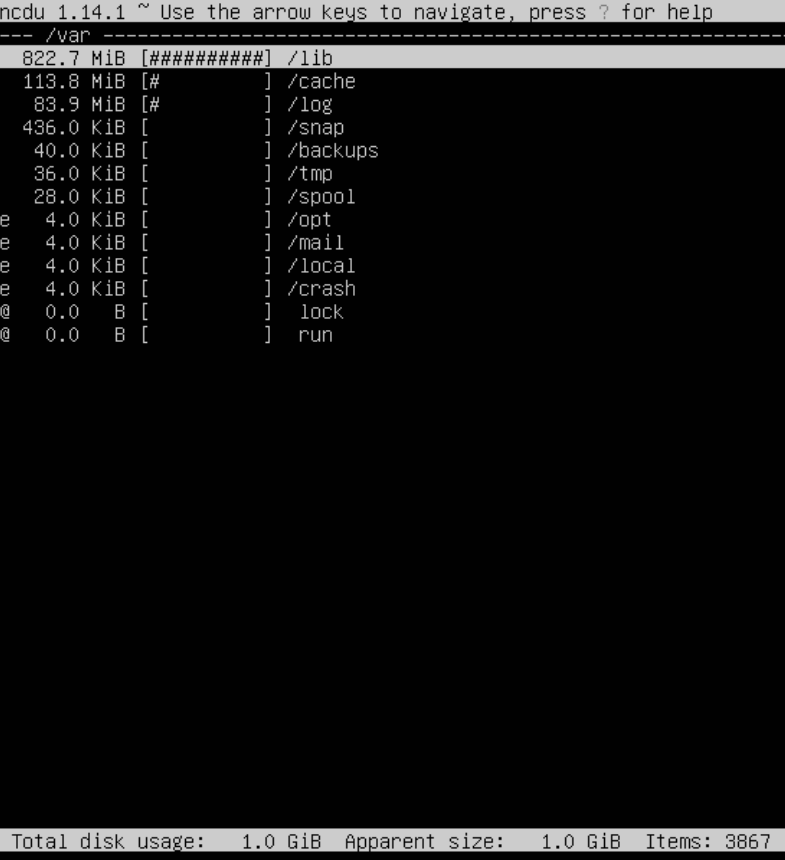 ncdu 1.14.1 ~ Use the arrow keys to navigate, press ? for help
--- /var -----------------------------------------------------------
  822.7 MiB [##########] /lib
  113.8 MiB [#         ] /cache
   83.9 MiB [#         ] /log
  436.0 KiB [          ] /snap
   40.0 KiB [          ] /backups
   36.0 KiB [          ] /tmp
   28.0 KiB [          ] /spool
e   4.0 KiB [          ] /opt
e   4.0 KiB [          ] /mail
e   4.0 KiB [          ] /local
e   4.0 KiB [          ] /crash
@   0.0   B [          ]  lock
@   0.0   B [          ]  run
Total disk usage:   1.0 GiB  Apparent size:   1.0 GiB  Items: 3867